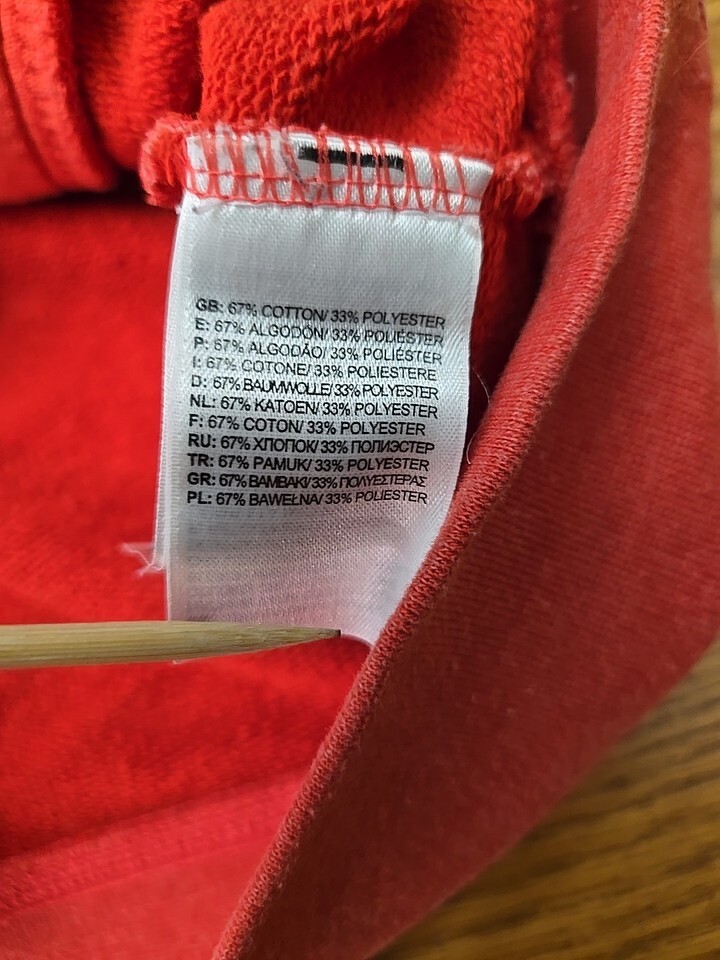 GB: 67% COTTON/ 33% POLYESTER
E: 67% ALGODÓN/ 33% POLIÉSTER
P: 67% ALGODÃO/ 33% POLIÉSTER
I: 67% COTONE/ 33% POLIESTERE
D: 67% BAUMWOLLE/ 33% POLYESTER
NL: 67% KATOEN/ 33% POLYESTER
F: 67% COTON/ 33% POLYESTER
RU: 67% ХЛОПОК/ 33% ПОЛИЭСТЕР
TR: 67% PAMUK/ 33% POLYESTER
GR: 67% ΒΑΜΒΑΚΙ/ 33% ΠΟΛΥΕΣΤΕΡΑΣ
PL: 67% BAWEŁNA/ 33% POLIESTER